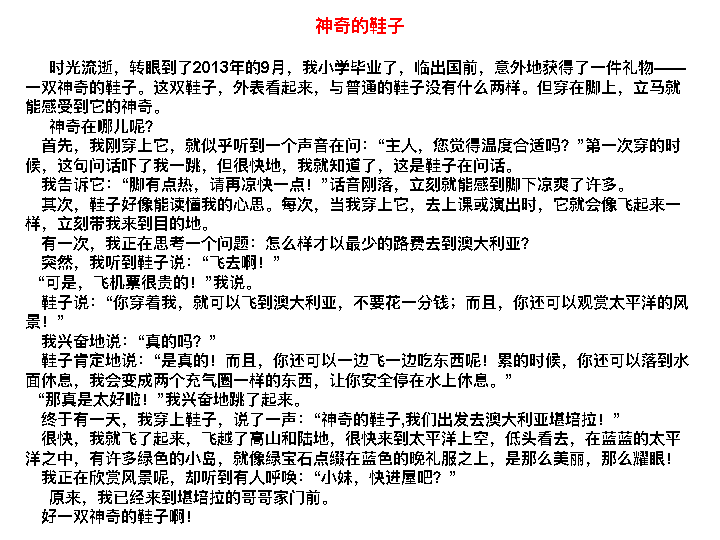 神奇的鞋子
时光流逝，转眼到了2013年的9月，我小学毕业了，临出国前，意外地获得了一件礼物——
一双神奇的鞋子。这双鞋子，外表看起来，与普通的鞋子没有什么两样。但穿在脚上，立马就
能感受到它的神奇。
神奇在哪儿呢？
首先，我刚穿上它，就似乎听到一个声音在问：“主人，您觉得温度合适吗？”第一次穿的时
候，这句问话吓了我一跳，但很快地，我就知道了，这是鞋子在问话。
我告诉它：“脚有点热，请再凉快一点！”话音刚落，立刻就能感到脚下凉爽了许多。
其次，鞋子好像能读懂我的心思。每次，当我穿上它，去上课或演出时，它就会像飞起来一
样，立刻带我来到目的地。
有一次，我正在思考一个问题：怎么样才以最少的路费去到澳大利亚？
突然，我听到鞋子说：“飞去啊！”
“可是，飞机票很贵的！”我说。
鞋子说：“你穿着我，就可以飞到澳大利亚，不要花一分钱；而且，你还可以观赏太平洋的风
景！”
我兴奋地说：“真的吗？”
鞋子肯定地说：“是真的！而且，你还可以一边飞一边吃东西呢！累的时候，你还可以落到水
面休息，我会变成两个充气圈一样的东西，让你安全停在水上休息。”
“那真是太好啦！”我兴奋地跳了起来。
终于有一天，我穿上鞋子，说了一声：“神奇的鞋子,我们出发去澳大利亚堪培拉！”
很快，我就飞了起来，飞越了高山和陆地，很快来到太平洋上空，低头看去，在蓝蓝的太平
洋之中，有许多绿色的小岛，就像绿宝石点缀在蓝色的晚礼服之上，是那么美丽，那么耀眼！
我正在欣赏风景呢，却听到有人呼唤：“小妹，快进屋吧？”
原来，我已经来到堪培拉的哥哥家门前。
好一双神奇的鞋子啊！